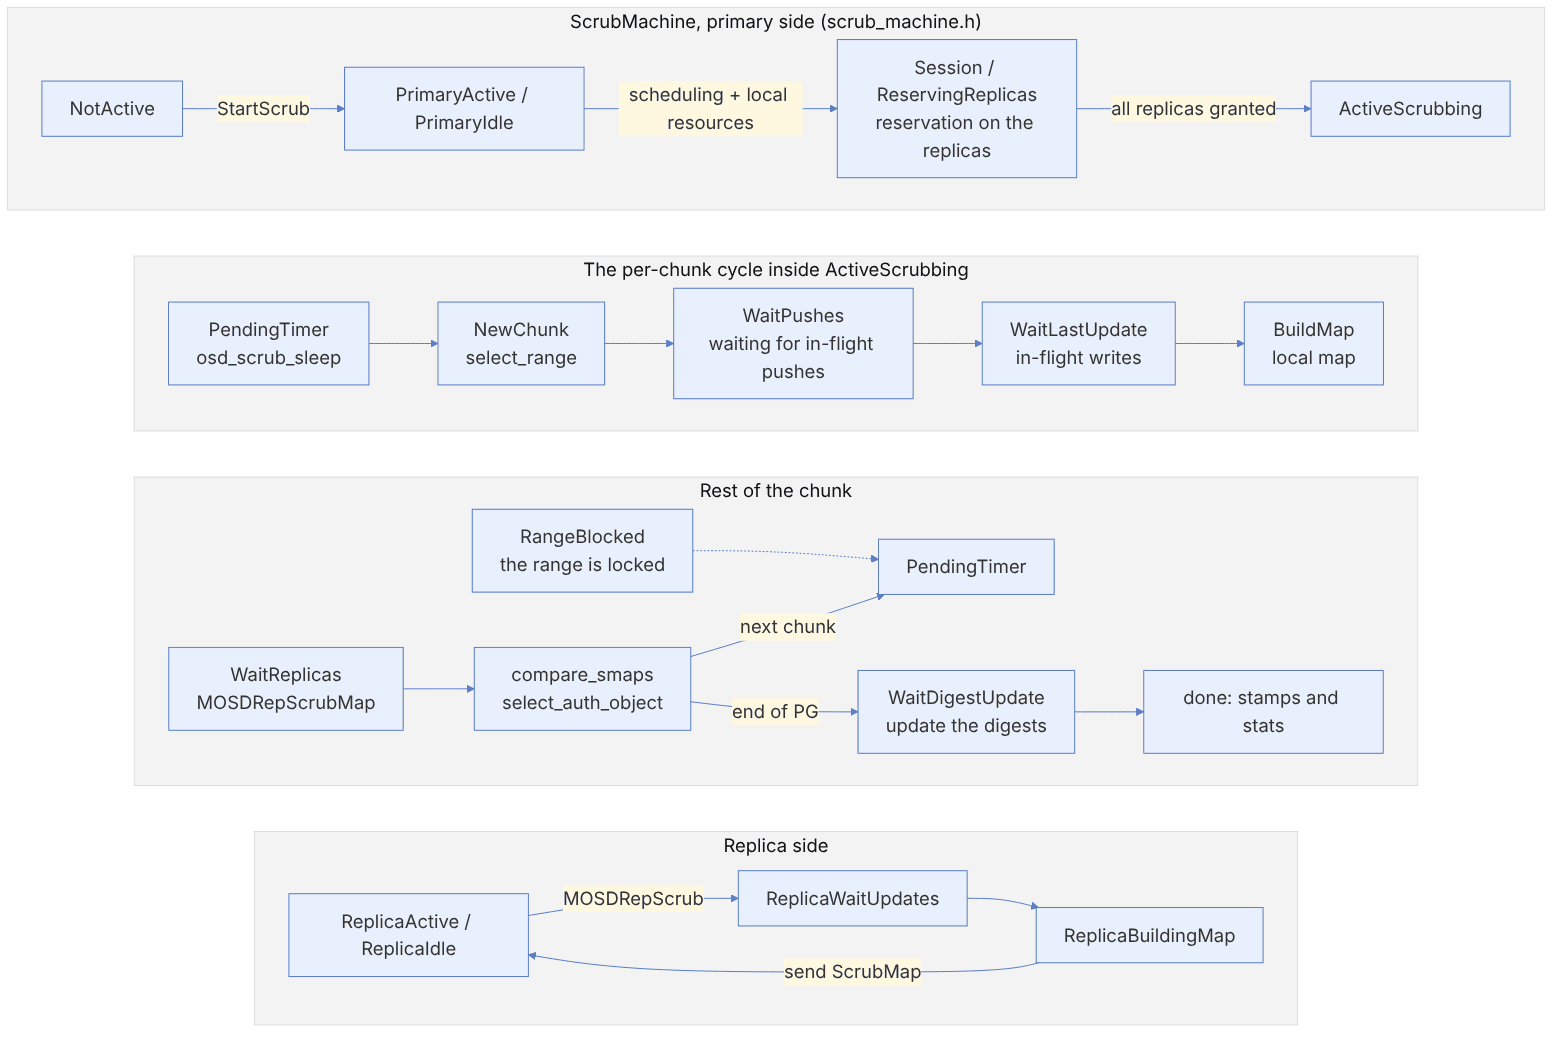 ScrubMachine, primary side (scrub_machine.h)
NotActive
StartScrub
PrimaryActive /
PrimaryIdle
scheduling + local
resources
Session /
ReservingReplicas
reservation on the
replicas
all replicas granted
ActiveScrubbing
The per-chunk cycle inside ActiveScrubbing
PendingTimer
osd_scrub_sleep
NewChunk
select_range
WaitPushes
waiting for in-flight
pushes
WaitLastUpdate
in-flight writes
BuildMap
local map
Rest of the chunk
RangeBlocked
the range is locked
PendingTimer
next chunk
WaitReplicas
MOSDRepScrubMap
compare_smaps
select_auth_object
end of PG
WaitDigestUpdate
update the digests
done: stamps and
stats
Replica side
ReplicaActive /
ReplicaIdle
MOSDRepScrub
ReplicaWaitUpdates
ReplicaBuildingMap
send ScrubMap